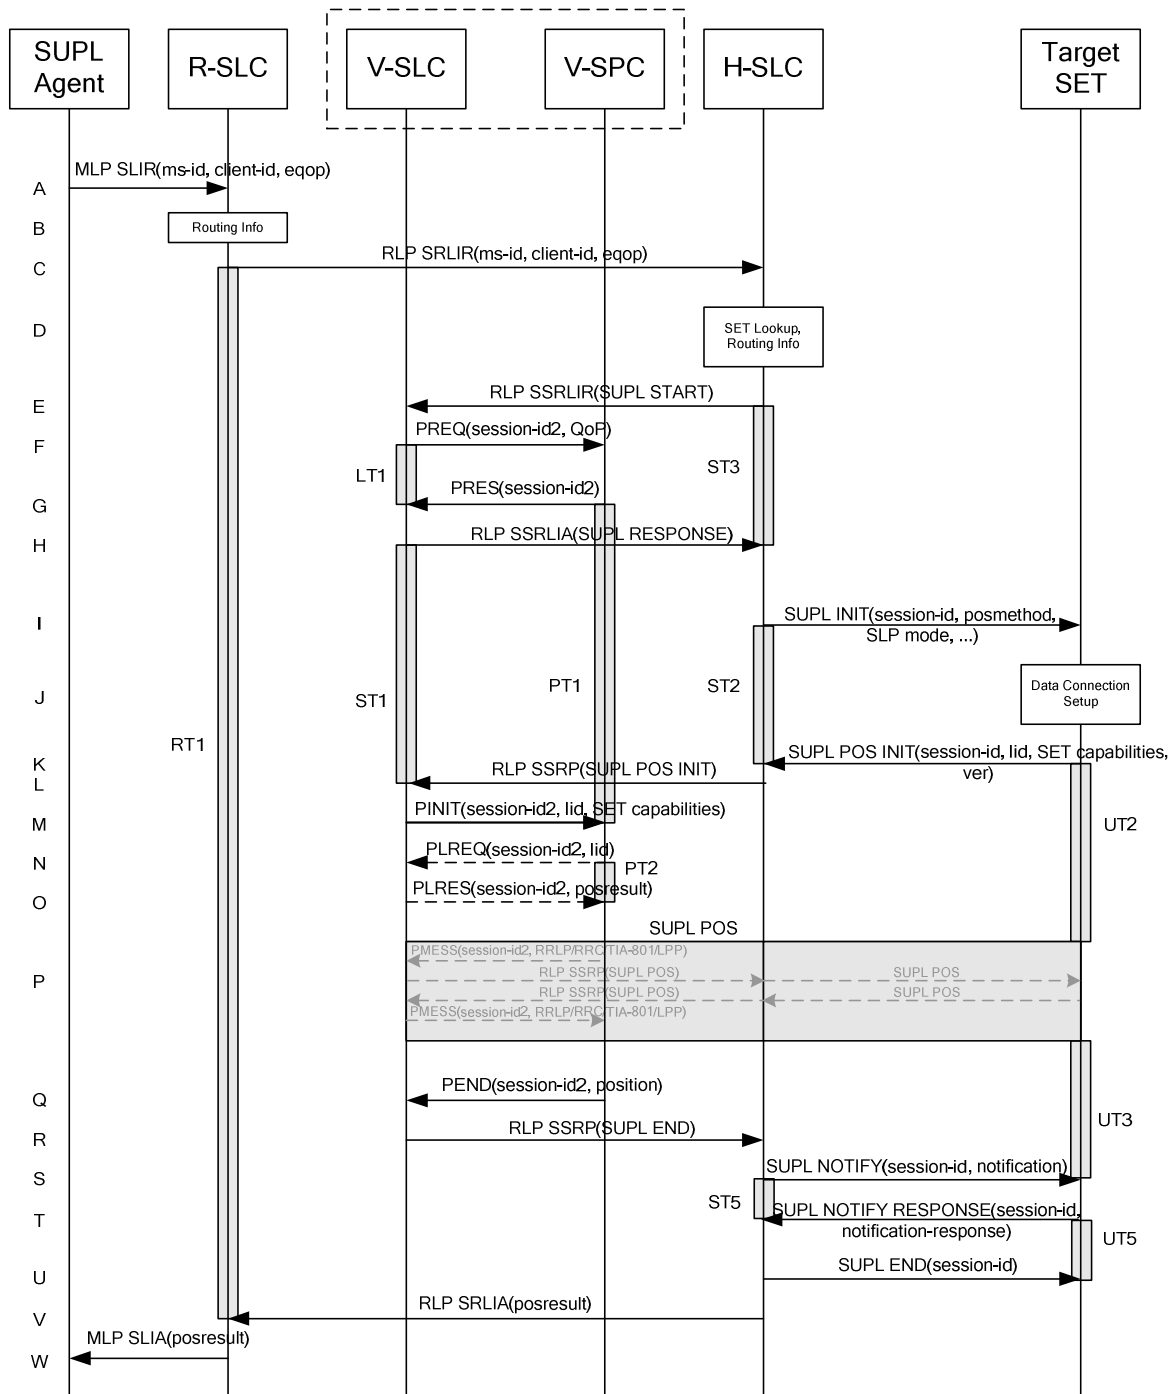 SUPL
Agent
R-SLC
V-SLC
V-SPC
H-SLC
Target
SET
MLP SLIR(ms-id, client-id, eqop)
A
B
Routing Info
RLP SRLIR(ms-id, client-id, eqop)
C
D
SET Lookup,
Routing Info
RLP SSRLIR(SUPL START)
E
PREQ(session-id2, QoP)
F
LT1
ST3
PRES(session-id2)
G
RLP SSRLIA(SUPL RESPONSE)
H
SUPL INIT(session-id, posmethod,
SLP mode, ...)
I
J
ST1
PT1
ST2
Data Connection
Setup
RT1
SUPL POS INIT(session-id, lid, SET capabilities,
ver)
K
RLP SSRP(SUPL POS INIT)
L
PINIT(session-id2, lid, SET capabilities)
M
UT2
PLREQ(session-id2, lid)
N
PT2
PLRES(session-id2, posresult)
O
SUPL POS
PMESS(session-id2, RRLP/RRC/TIA-801/LPP)
P
RLP SSRP(SUPL POS)
SUPL POS
RLP SSRP(SUPL POS)
SUPL POS
PMESS(session-id2, RRLP/RRC/TIA-801/LPP)
PEND(session-id2, position)
Q
RLP SSRP(SUPL END)
R
UT3
SUPL NOTIFY(session-id, notification)
S
ST5
SUPL NOTIFY RESPONSE(session-id,
notification-response)
T
UT5
SUPL END(session-id)
U
RLP SRLIA(posresult)
V
MLP SLIA(posresult)
W